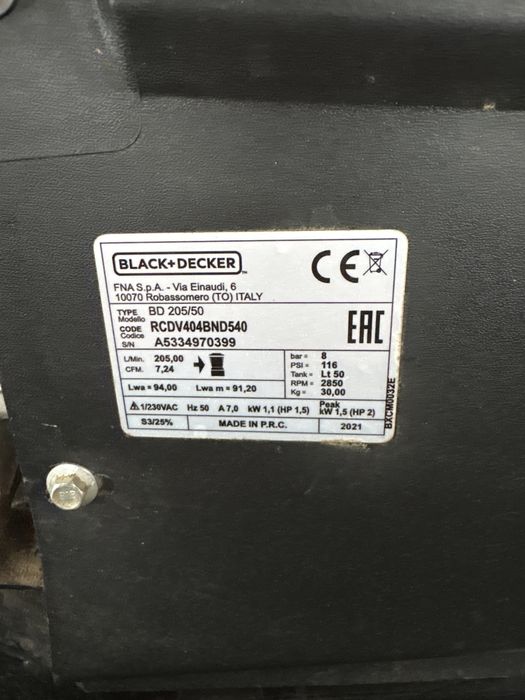 BLACK+DECKER™
CE
FNA S.p.A. - Via Einaudi, 6
10070 Robassomero (TO) ITALY
TYPE Modello BD 205/50
CODE Codice RCDV404BND540
S/N A5334970399
EAC
L/Min. 205,00
CFM. 7,24
bar = 8
PSI = 116
Tank = Lt 50
RPM = 2850
Kg = 30,00
Lwa = 94,00 Lwa m = 91,20
1/230VAC Hz 50 A 7,0 kW 1,1 (HP 1,5) Peak kW 1,5 (HP 2)
S3/25% MADE IN P.R.C. 2021
BXCM0032E